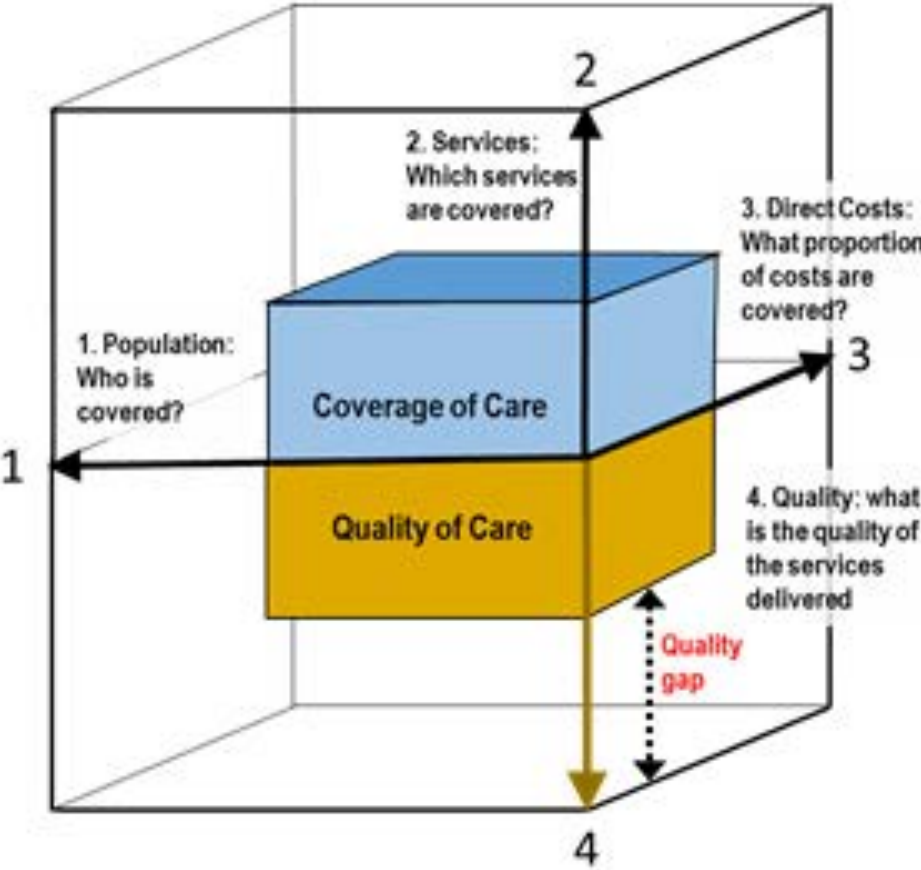 2
2. Services:
Which services
are covered?
3. Direct Costs:
What proportion
of costs are
covered?
3
1. Population:
Who is
covered?
1
Coverage of Care
Quality of Care
4. Quality: what
is the quality of
the services
delivered
Quality
gap
4